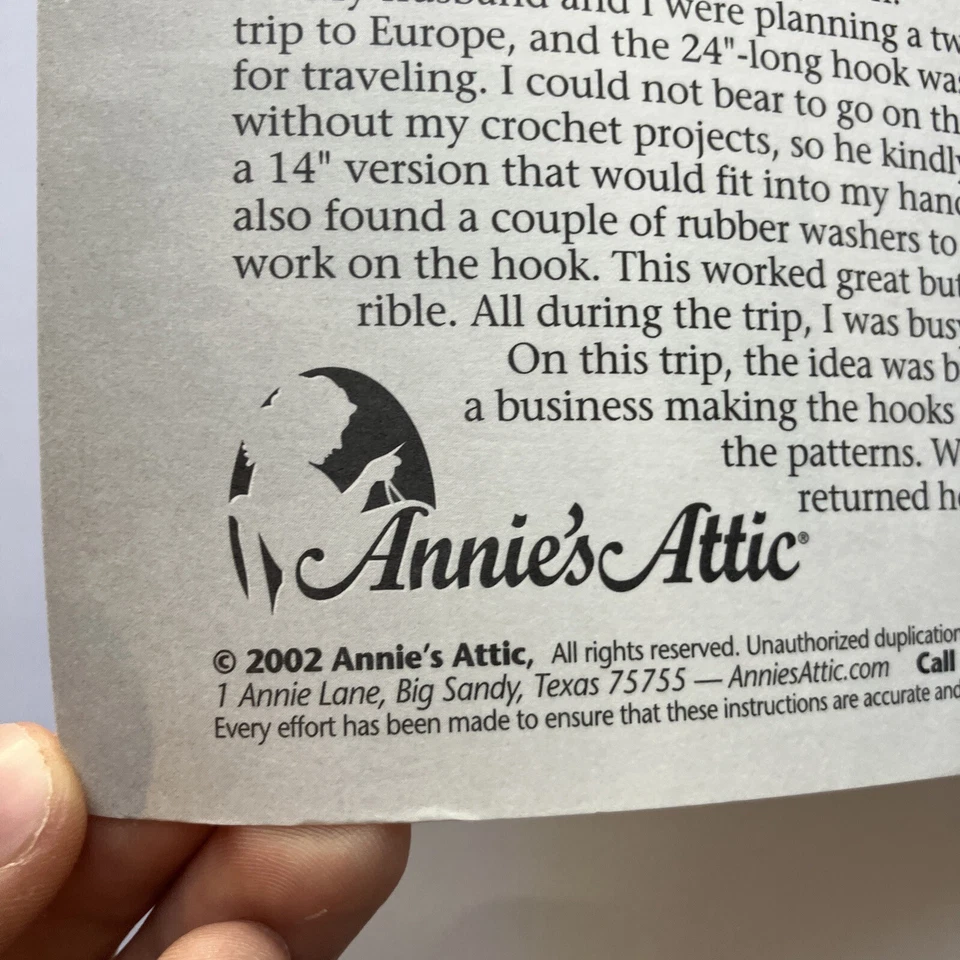 and I were planning a
trip to Europe, and the 24"-long hook
for traveling. I could not bear to go on
without my crochet projects, so he
a 14" version that would fit into my
also found a couple of rubber washers to
work on the hook. This worked great but
rible. All during the trip, I was
On this trip, the idea was
a business making the hooks
the patterns.
returned
Annie's Attic®
© 2002 Annie's Attic, All rights reserved. Unauthorized duplication
1 Annie Lane, Big Sandy, Texas 75755 — AnniesAttic.com Call
Every effort has been made to ensure that these instructions are accurate and